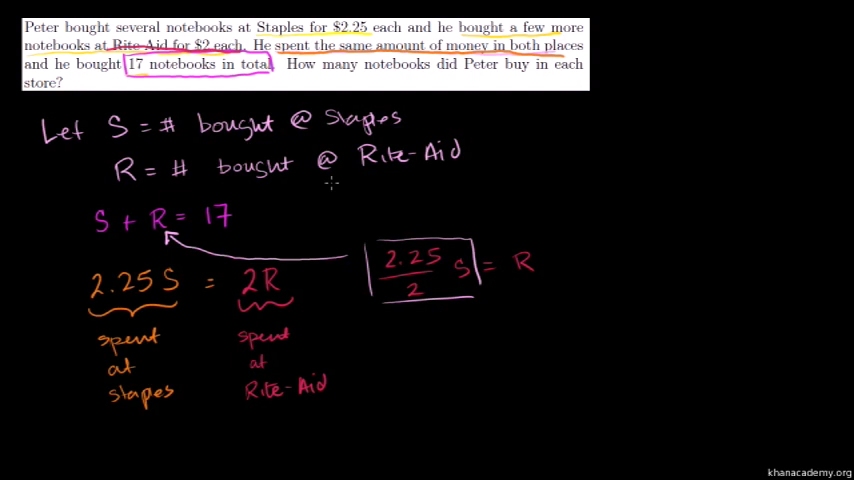 Peter bought several notebooks at Staples for $2.25 each and he bought a few more
notebooks at Rite-Aid for $2 each. He spent the same amount of money in both places
and he bought 17 notebooks in total. How many notebooks did Peter buy in each
store?
Let S = # bought @ Staples
R = # bought @ Rite-Aid
S + R = 17
2.25 S = 2R
2.25
2
S = R
spent
at
staples
spent
at
Rite-Aid
khanacademy.org